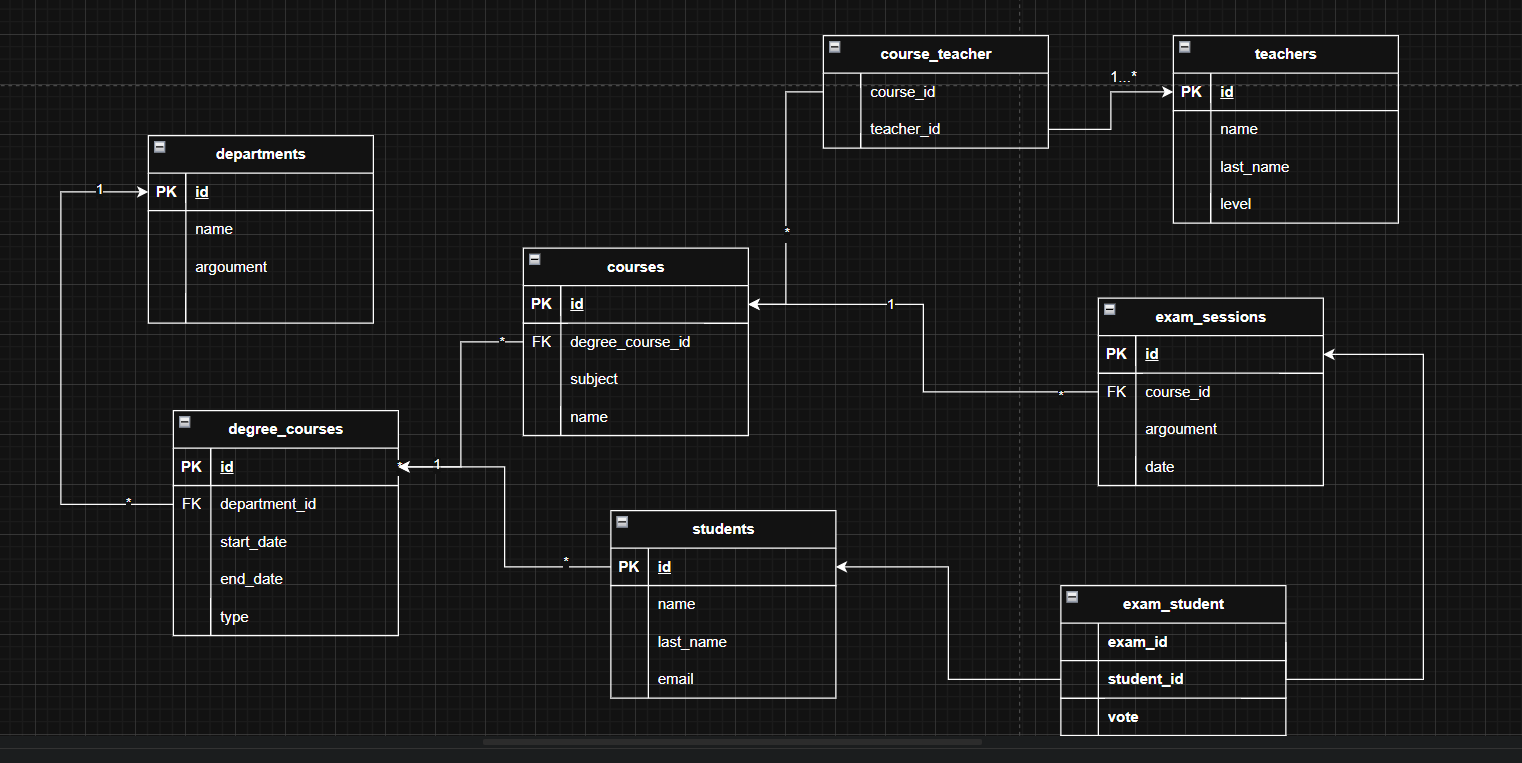 course_teacher
course_id
teacher_id
1...*
teachers
PK id
name
last_name
level
departments
1
PK id
name
argoument
*
courses
PK id
FK degree_course_id
subject
name
*
1
exam_sessions
PK id
FK course_id
argoument
date
*
degree_courses
PK id
FK department_id
start_date
end_date
type
*
*
1
students
PK id
name
last_name
email
*
exam_student
exam_id
student_id
vote